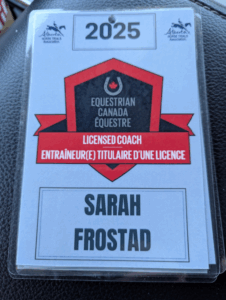 2025
EQUESTRIAN
CANADA
ÉQUESTRE
LICENSED COACH
ENTRAÎNEUR(E) TITULAIRE D'UNE LICENCE
SARAH
FROSTAD